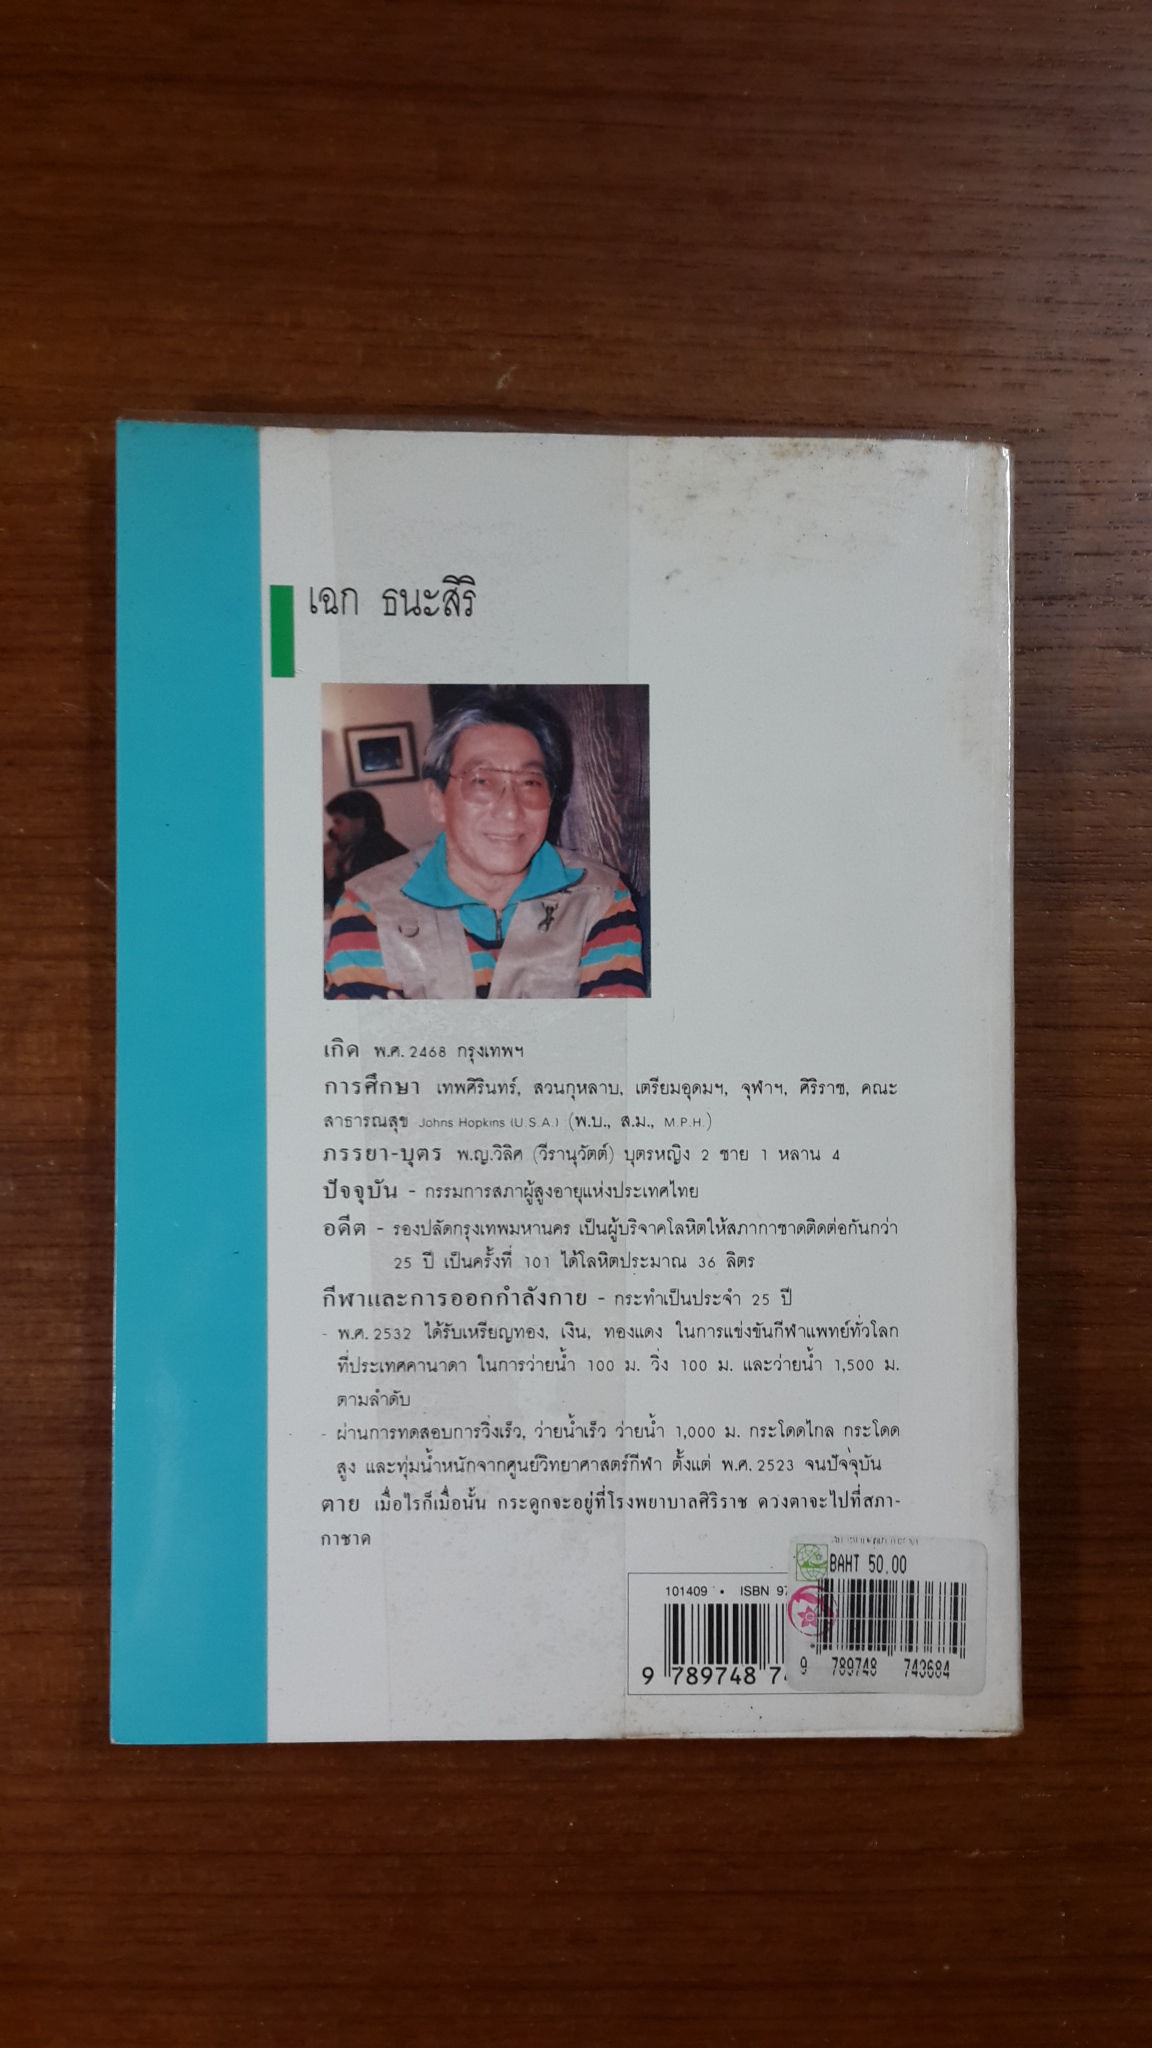 เฉก ธนะสิริ
เกิด พ.ศ. 2468 กรุงเทพฯ
การศึกษา เทพศิรินทร์, สวนกุหลาบ, เตรียมอุดมฯ, จุฬาฯ, ศิริราช, คณะ
สาธารณสุข Johns Hopkins (U.S.A.) (พ.บ., ส.ม., M.P.H.)
ภรรยา-บุตร พ.ญ.วิลิศ (วีรานุวัตต์) บุตรหญิง 2 ชาย 1 หลาน 4
ปัจจุบัน - กรรมการสภาผู้สูงอายุแห่งประเทศไทย
อดีต - รองปลัดกรุงเทพมหานคร เป็นผู้บริจาคโลหิตให้สภากาชาดติดต่อกันกว่า
25 ปี เป็นครั้งที่ 101 ได้โลหิตประมาณ 36 ลิตร
กีฬาและการออกกำลังกาย - กระทำเป็นประจำ 25 ปี
- พ.ศ. 2532 ได้รับเหรียญทอง, เงิน, ทองแดง ในการแข่งขันกีฬาแพทย์ทั่วโลก
ที่ประเทศคานาดา ในการว่ายน้ำ 100 ม. วิ่ง 100 ม. และว่ายน้ำ 1,500 ม.
ตามลำดับ
- ผ่านการทดสอบการวิ่งเร็ว, ว่ายน้ำเร็ว ว่ายน้ำ 1,000 ม. กระโดดไกล กระโดด
สูง และทุ่มน้ำหนักจากศูนย์วิทยาศาสตร์กีฬา ตั้งแต่ พ.ศ. 2523 จนปัจจุบัน
ตาย เมื่อไรก็เมื่อนั้น กระดูกจะอยู่ที่โรงพยาบาลศิริราช ดวงตาจะไปที่สภา-
กาชาด
BAHT 50.00
101409 • ISBN 97
9 789748 74
9 789748 743684